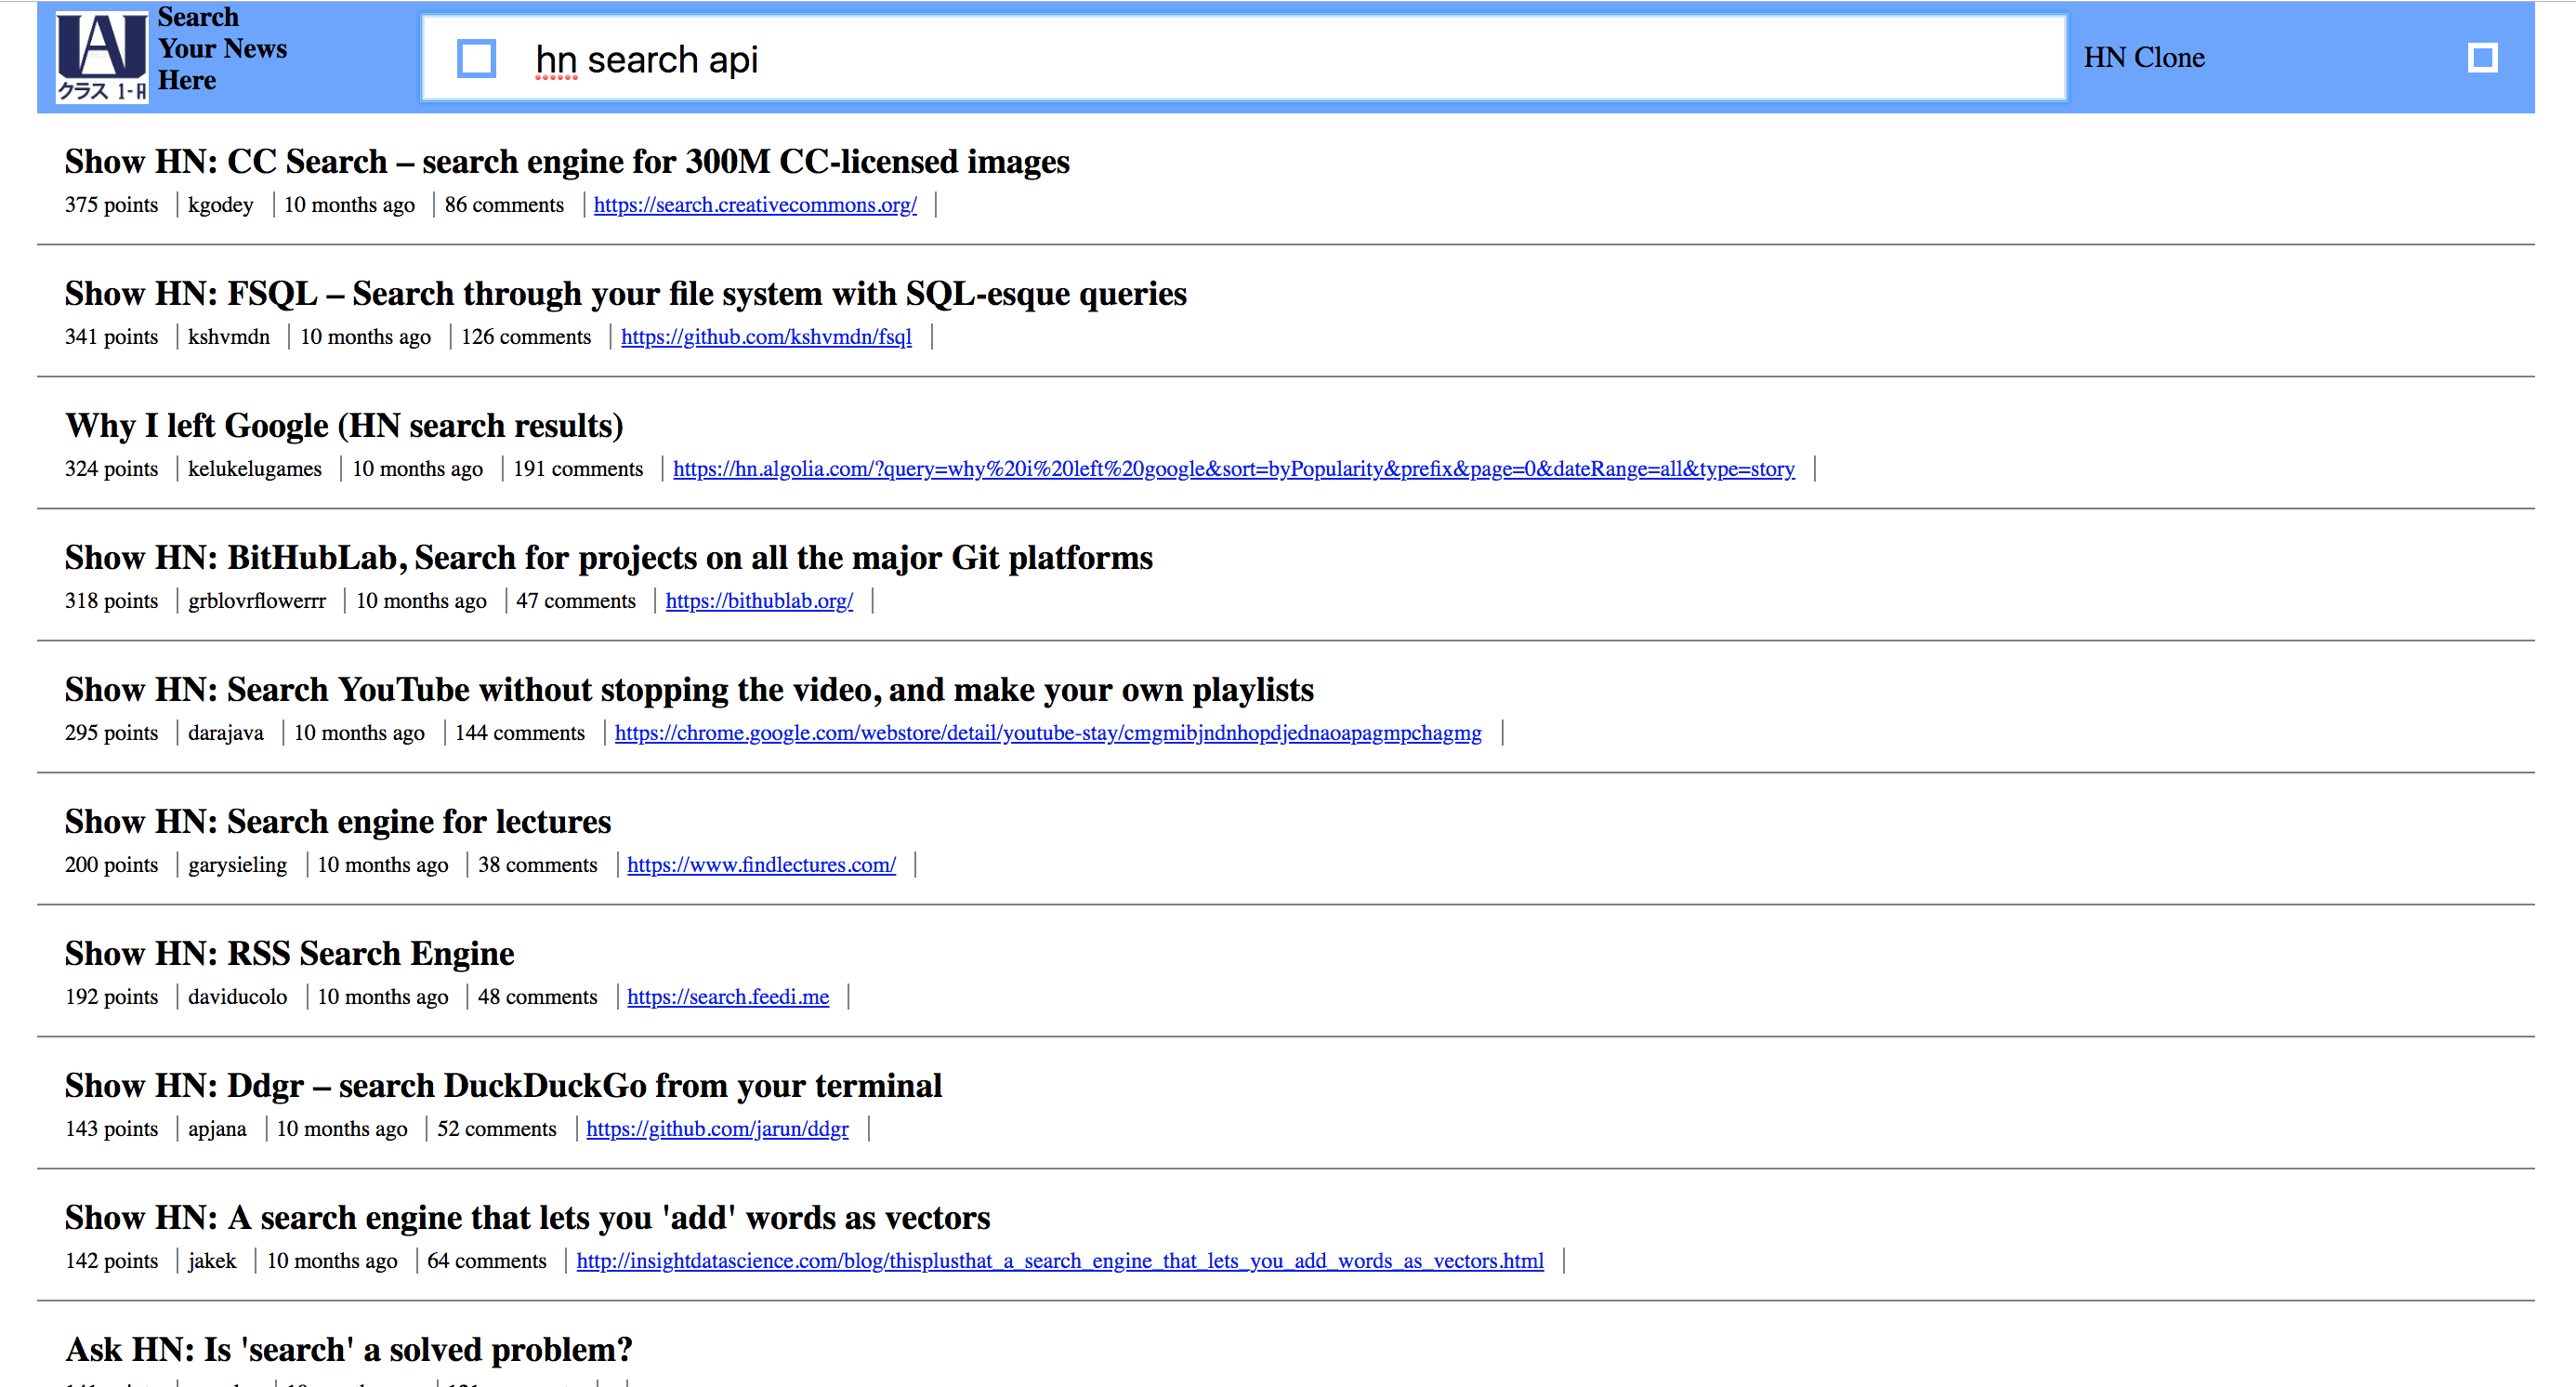 Search
Your News
Here
UA
クラス 1-A
hn search api
HN Clone
Show HN: CC Search – search engine for 300M CC-licensed images
375 points kgodey 10 months ago 86 comments https://search.creativecommons.org/
Show HN: FSQL – Search through your file system with SQL-esque queries
341 points kshvmdn 10 months ago 126 comments https://github.com/kshvmdn/fsql
Why I left Google (HN search results)
324 points kelukelugames 10 months ago 191 comments https://hn.algolia.com/?query=why%20i%20left%20google&sort=byPopularity&prefix&page=0&dateRange=all&type=story
Show HN: BitHubLab, Search for projects on all the major Git platforms
318 points grblovrflowerrr 10 months ago 47 comments https://bithublab.org/
Show HN: Search YouTube without stopping the video, and make your own playlists
295 points darajava 10 months ago 144 comments https://chrome.google.com/webstore/detail/youtube-stay/cmgmibjndnhopdjednaoapagmpchagmg
Show HN: Search engine for lectures
200 points garysieling 10 months ago 38 comments https://www.findlectures.com/
Show HN: RSS Search Engine
192 points daviducolo 10 months ago 48 comments https://search.feedi.me
Show HN: Ddgr – search DuckDuckGo from your terminal
143 points apjana 10 months ago 52 comments https://github.com/jarun/ddgr
Show HN: A search engine that lets you 'add' words as vectors
142 points jakek 10 months ago 64 comments http://insightdatascience.com/blog/thisplusthat_a_search_engine_that_lets_you_add_words_as_vectors.html
Ask HN: Is 'search' a solved problem?